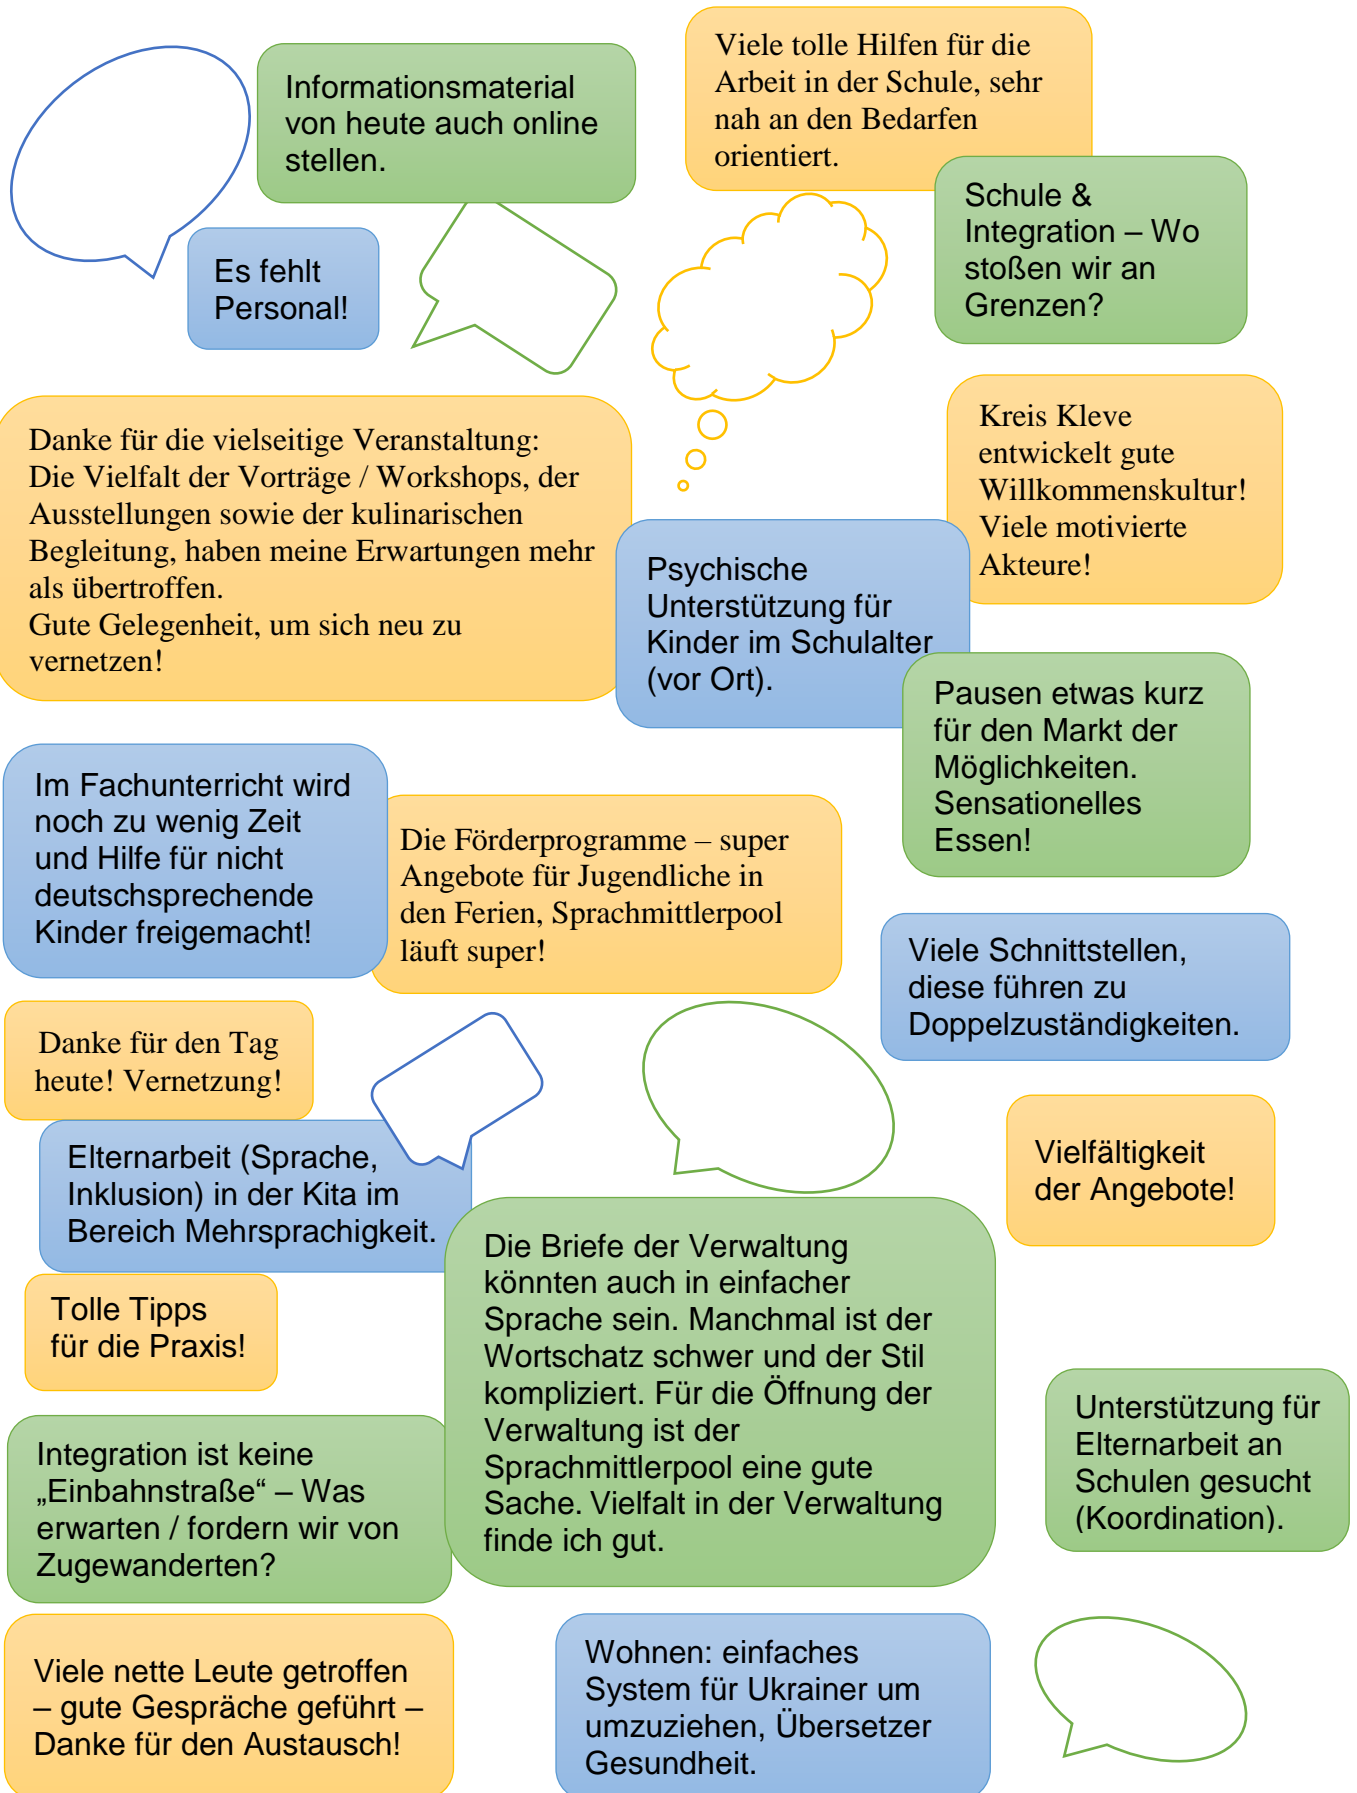 Viele tolle Hilfen für die
Arbeit in der Schule, sehr
nah an den Bedarfen
orientiert.
Informationsmaterial
von heute auch online
stellen.
Schule &
Integration – Wo
stoßen wir an
Grenzen?
Es fehlt
Personal!
Kreis Kleve
entwickelt gute
Willkommenskultur!
Viele motivierte
Akteure!
Danke für die vielseitige Veranstaltung:
Die Vielfalt der Vorträge / Workshops, der
Ausstellungen sowie der kulinarischen
Begleitung, haben meine Erwartungen mehr
als übertroffen.
Gute Gelegenheit, um sich neu zu
vernetzen!
Psychische
Unterstützung für
Kinder im Schulalter
(vor Ort).
Pausen etwas kurz
für den Markt der
Möglichkeiten.
Sensationelles
Essen!
Im Fachunterricht wird
noch zu wenig Zeit
und Hilfe für nicht
deutschsprechende
Kinder freigemacht!
Die Förderprogramme – super
Angebote für Jugendliche in
den Ferien, Sprachmittlerpool
läuft super!
Viele Schnittstellen,
diese führen zu
Doppelzuständigkeiten.
Danke für den Tag
heute! Vernetzung!
Elternarbeit (Sprache,
Inklusion) in der Kita im
Bereich Mehrsprachigkeit.
Vielfältigkeit
der Angebote!
Die Briefe der Verwaltung
könnten auch in einfacher
Sprache sein. Manchmal ist der
Wortschatz schwer und der Stil
kompliziert. Für die Öffnung der
Verwaltung ist der
Sprachmittlerpool eine gute
Sache. Vielfalt in der Verwaltung
finde ich gut.
Tolle Tipps
für die Praxis!
Unterstützung für
Elternarbeit an
Schulen gesucht
(Koordination).
Integration ist keine
„Einbahnstraße“ – Was
erwarten / fordern wir von
Zugewanderten?
Viele nette Leute getroffen
– gute Gespräche geführt –
Danke für den Austausch!
Wohnen: einfaches
System für Ukrainer um
umzuziehen, Übersetzer
Gesundheit.